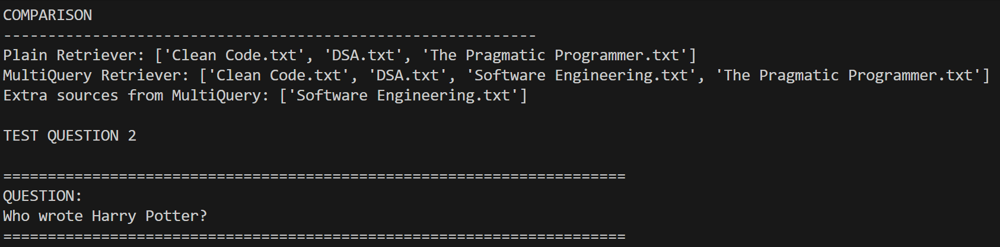 COMPARISON
------------------------------------------------------------
Plain Retriever: ['Clean Code.txt', 'DSA.txt', 'The Pragmatic Programmer.txt']
MultiQuery Retriever: ['Clean Code.txt', 'DSA.txt', 'Software Engineering.txt', 'The Pragmatic Programmer.txt']
Extra sources from MultiQuery: ['Software Engineering.txt']
TEST QUESTION 2
======================================================================
QUESTION:
Who wrote Harry Potter?
======================================================================